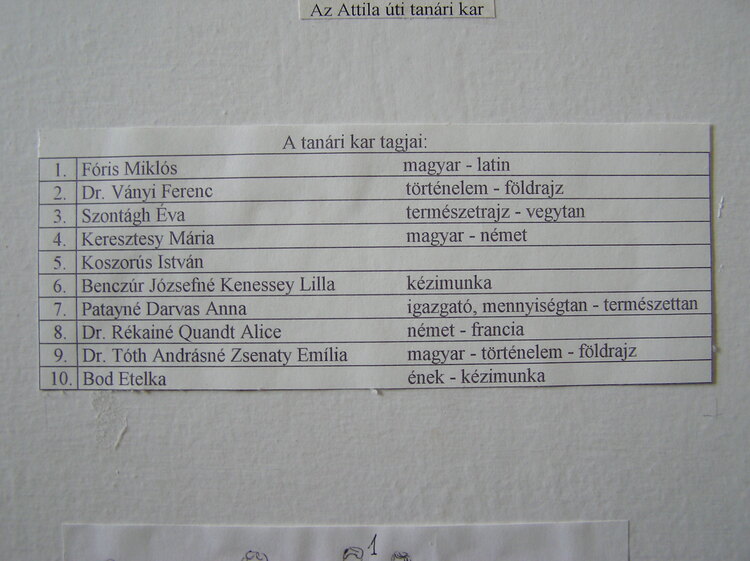 Az Attila úti tanári kar
A tanári kar tagjai:
1. Fóris Miklós magyar - latin
2. Dr. Ványi Ferenc történelem - földrajz
3. Szontágh Éva természetrajz - vegytan
4. Keresztesy Mária magyar - német
5. Koszorús István
6. Benczúr Józsefné Kenessey Lilla kézimunka
7. Patayné Darvas Anna igazgató, mennyiségtan - természettan
8. Dr. Rékainé Quandt Alice német - francia
9. Dr. Tóth Andrásné Zsenaty Emília magyar - történelem - földrajz
10. Bod Etelka ének - kézimunka
1